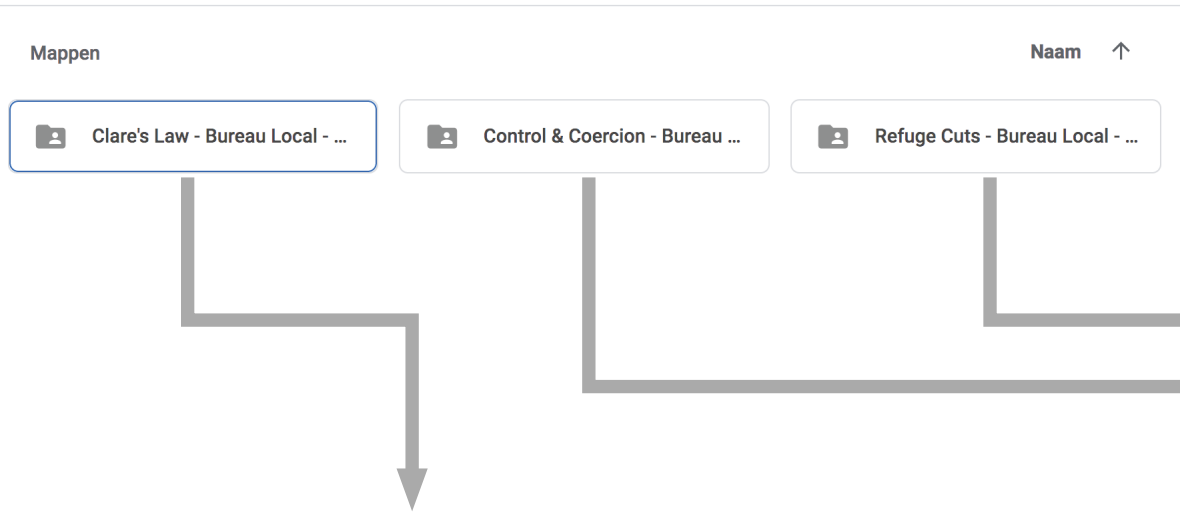 Mappen
Naam
Clare's Law - Bureau Local - ...
Control & Coercion - Bureau ...
Refuge Cuts - Bureau Local - ...